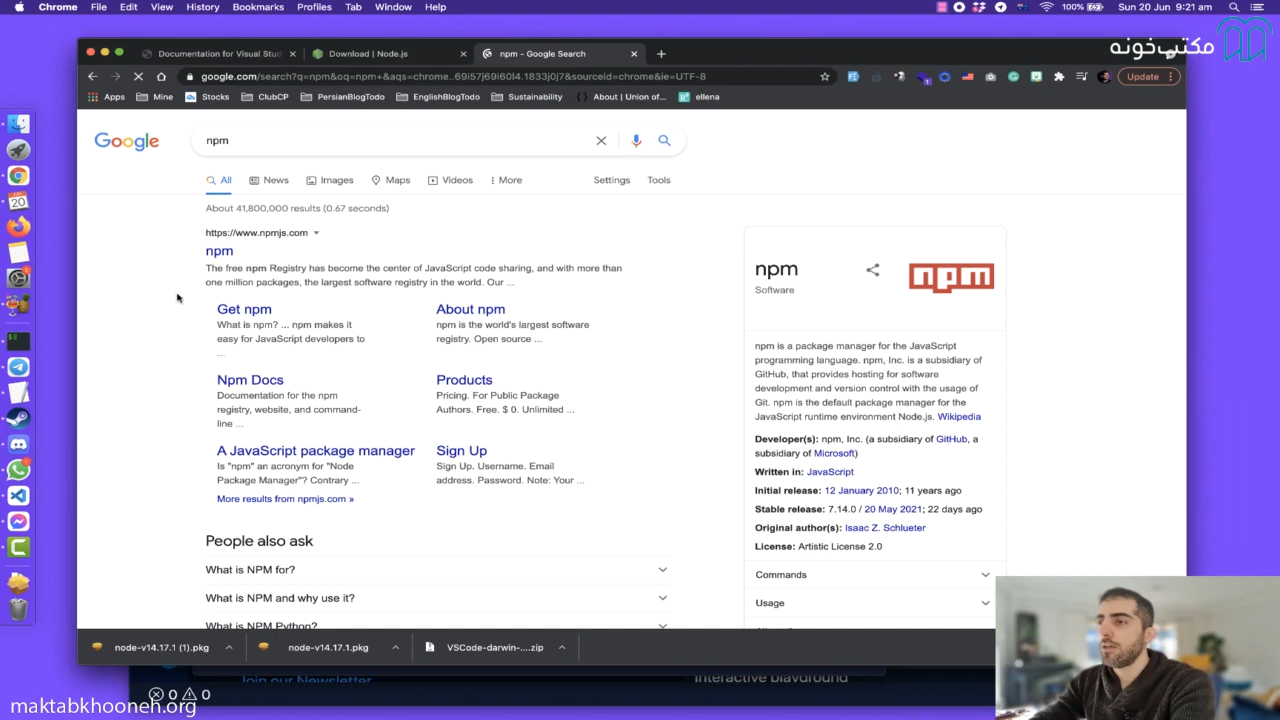 Chrome File Edit View History Bookmarks Profiles Tab Window Help 100% Sun 20 Jun 9:21 am
مکتب‌خونه
Documentation for Visual Stud Download | Node.js npm - Google Search
google.com/search?q=npm&oq=npm+&aqs=chrome..69i57j69i60l4.1833j0j7&sourceid=chrome&ie=UTF-8 Update
Apps Mine Stocks ClubCP PersianBlogTodo EnglishBlogTodo Sustainability About | Union of... ellena
Google npm
All News Images Maps Videos More Settings Tools
About 41,800,000 results (0.67 seconds)
https://www.npmjs.com
npm
The free npm Registry has become the center of JavaScript code sharing, and with more than
one million packages, the largest software registry in the world. Our ...
Get npm
What is npm? ... npm makes it
easy for JavaScript developers to
...
About npm
npm is the world's largest software
registry. Open source ...
Npm Docs
Documentation for the npm
registry, website, and command-
line ...
Products
Pricing. For Public Package
Authors. Free. $ 0. Unlimited ...
A JavaScript package manager
Is "npm" an acronym for "Node
Package Manager"? Contrary ...
Sign Up
Sign Up. Username. Email
address. Password. Note: Your ...
More results from npmjs.com »
People also ask
What is NPM for?
What is NPM and why use it?
What is NPM Python?
npm
Software
npm
npm is a package manager for the JavaScript
programming language. npm, Inc. is a subsidiary of
GitHub, that provides hosting for software
development and version control with the usage of
Git. npm is the default package manager for the
JavaScript runtime environment Node.js. Wikipedia
Developer(s): npm, Inc. (a subsidiary of GitHub, a
subsidiary of Microsoft)
Written in: JavaScript
Initial release: 12 January 2010; 11 years ago
Stable release: 7.14.0 / 20 May 2021; 22 days ago
Original author(s): Isaac Z. Schlueter
License: Artistic License 2.0
Commands
Usage
node-v14.17.1 (1).pkg node-v14.17.1.pkg VSCode-darwin-....zip
Join our Newsletter Interactive playground
0 0
maktabkhooneh.org
20